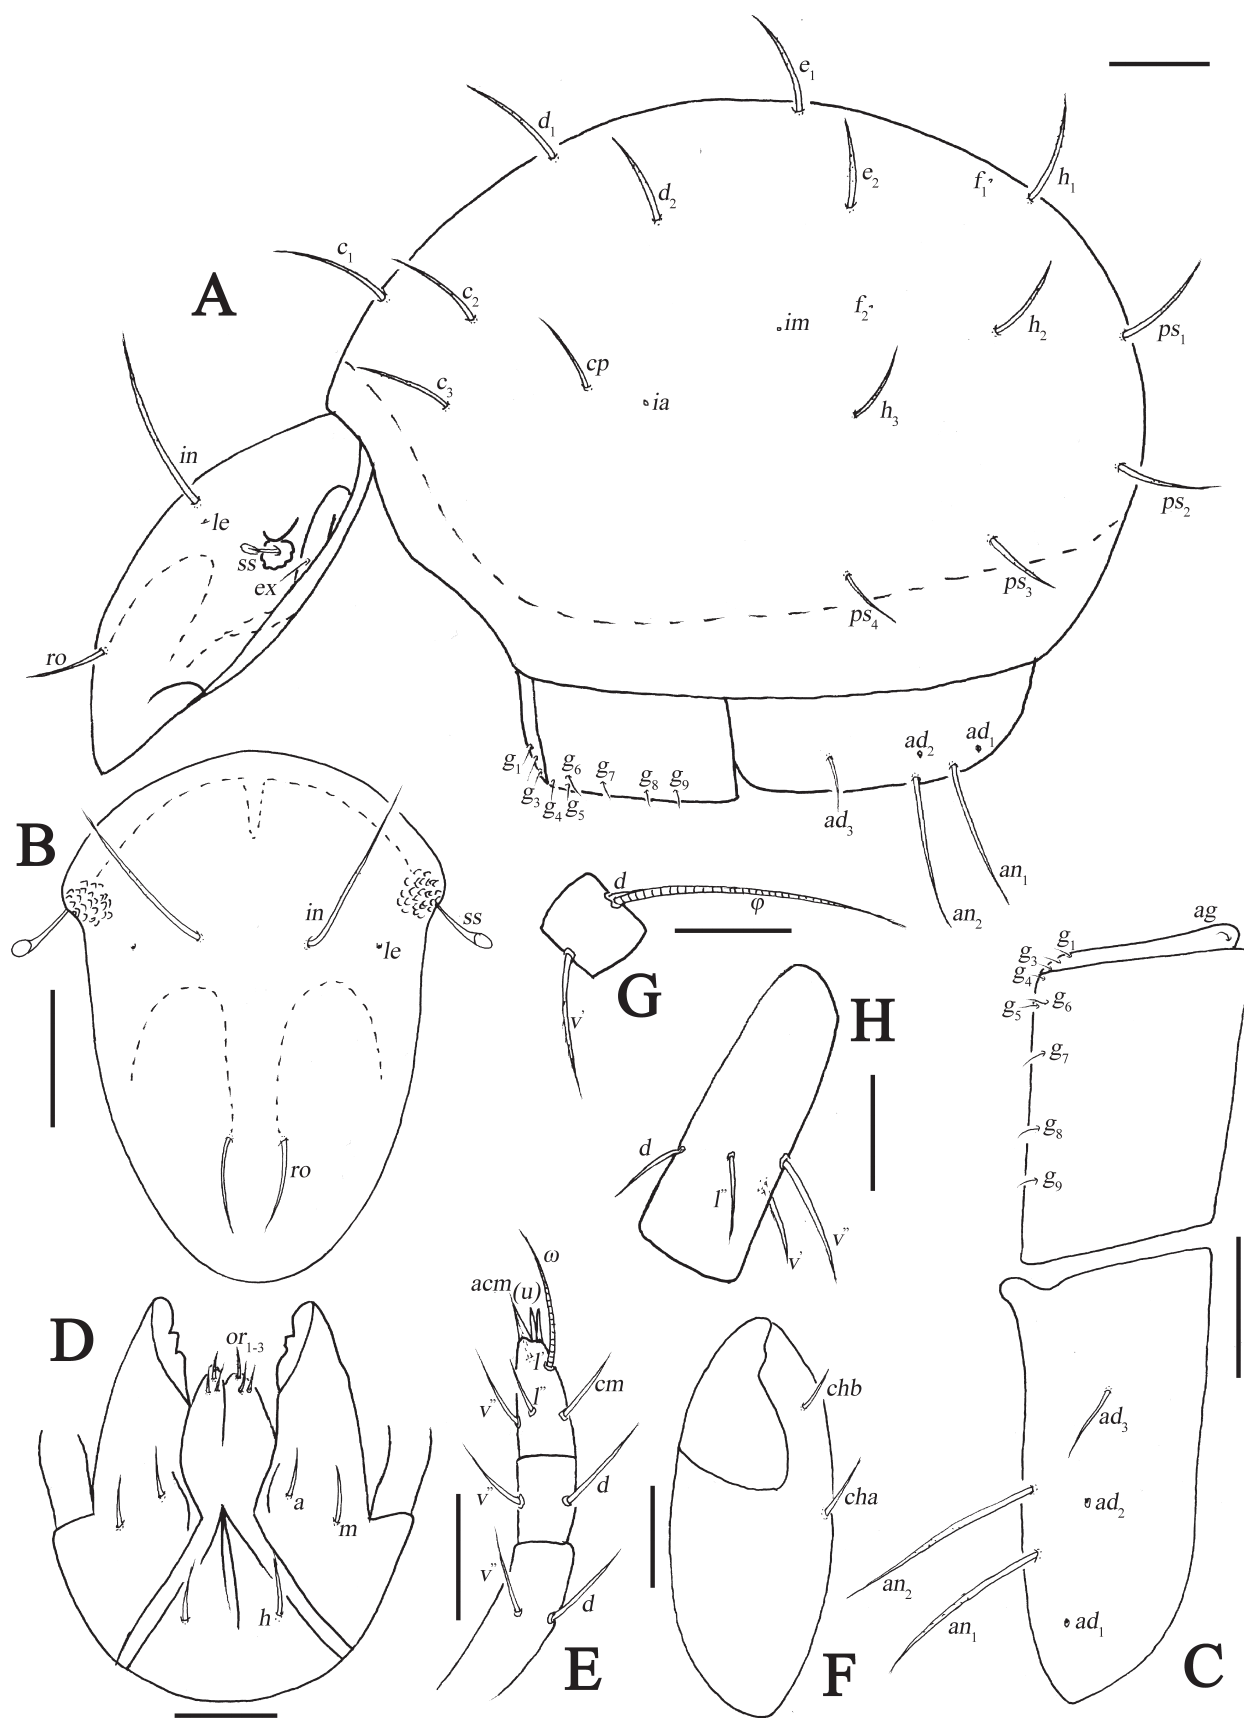 A
e1
d1
d2
e2
f1
h1
c1
c2
cp
im
f2
h2
ps1
c3
ia
h3
in
le
ss
ex
ps2
ps3
ps4
ro
g1
g3
g4
g5
g6
g7
g8
g9
ad3
ad2
ad1
an1
an2
B
in
ss
le
ro
G
d
φ
v'
H
d
l"
v'
v"
C
ag
g1
g3
g4
g5
g6
g7
g8
g9
ad3
ad2
ad1
an2
an1
D
or1-3
a
m
h
E
ω
acm
(u)
l'
l"
v"
cm
v"
d
v"
d
F
chb
cha